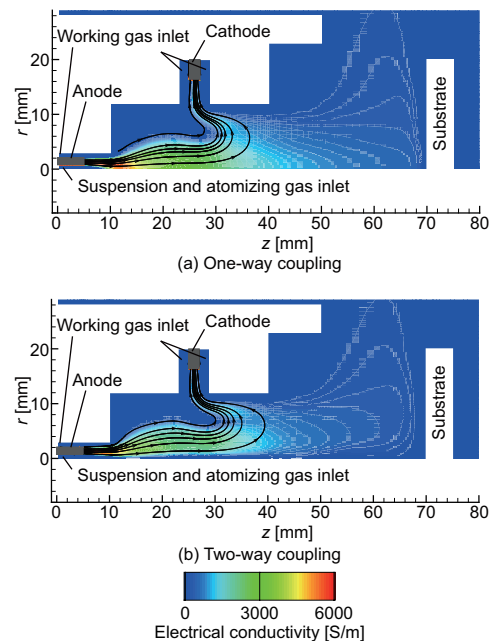 Working gas inlet
Cathode
Anode
Suspension and atomizing gas inlet
Substrate
r [mm]
20
10
0
0 10 20 30 40 50 60 70 80
z [mm]
(a) One-way coupling
Working gas inlet
Cathode
Anode
Suspension and atomizing gas inlet
Substrate
r [mm]
20
10
0
0 10 20 30 40 50 60 70 80
z [mm]
(b) Two-way coupling
0 3000 6000
Electrical conductivity [S/m]